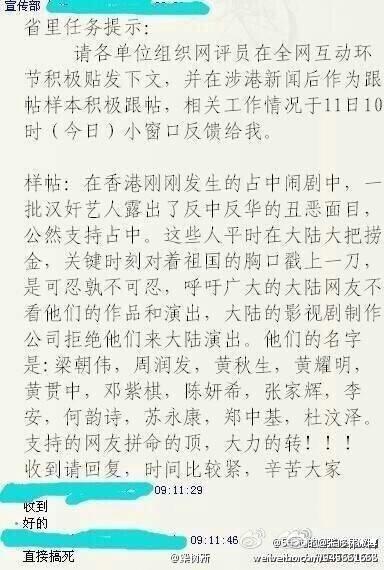 宣传部
省里任务提示：
请各单位组织网评员在全网互动环
节积极贴发下文，并在涉港新闻后作为跟
帖样本积极跟帖，相关工作情况于11日10
时（今日）小窗口反馈给我。
样帖：在香港刚刚发生的占中闹剧中，一
批汉奸艺人露出了反中反华的丑恶面目，
公然支持占中。这些人平时在大陆大把捞
金，关键时刻对着祖国的胸口戳上一刀，
是可忍孰不可忍，呼吁广大的大陆网友不
看他们的作品和演出，大陆的影视剧制作
公司拒绝他们来大陆演出。他们的名字
是:梁朝伟，周润发，黄秋生，黄耀明，
黄贯中，邓紫棋，陈妍希，张家辉，李
安，何韵诗，苏永康，郑中基，杜汶泽。
支持的网友拼命的顶，大力的转！！！
收到请回复，时间比较紧，辛苦大家
09:11:29
收到
好的
09:11:46
直接搞死